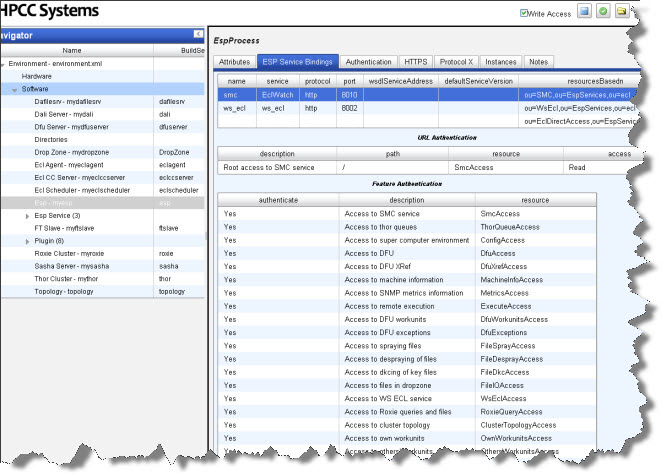 HPCC Systems
Write Access
avigator
Name BuildSe
Environment - environment.xml
Hardware
Software
Dafilesrv - mydafilesrv dafilesrv
Dali Server - mydali dali
Dfu Server - mydfuserver dfuserver
Directories
Drop Zone - mydropzone DropZone
Ecl Agent - myeclagent eclagent
Ecl CC Server - myeclccserver eclccserver
Ecl Scheduler - myeclscheduler eclscheduler
Esp - myesp esp
Esp Service (3)
FT Slave - myftslave ftslave
Plugin (8)
Roxie Cluster - myroxie roxie
Sasha Server - mysasha sasha
Thor Cluster - mythor thor
Topology - topology topology
EspProcess
Attributes ESP Service Bindings Authentication HTTPS Protocol X Instances Notes
name service protocol port wsdlServiceAddress defaultServiceVersion resourcesBasedn
smc EclWatch http 8010 ou=SMC,ou=EspServices,ou=ecl
ws_ecl ws_ecl http 8002 ou=WsEcl,ou=EspServices,ou=ecl
ou=EclDirectAccess,ou=EspServ
URL Authentication
description path resource access
Root access to SMC service / SmcAccess Read
Feature Authentication
authenticate description resource
Yes Access to SMC service SmcAccess
Yes Access to thor queues ThorQueueAccess
Yes Access to super computer environment ConfigAccess
Yes Access to DFU DfuAccess
Yes Access to DFU XRef DfuXrefAccess
Yes Access to machine information MachineInfoAccess
Yes Access to SNMP metrics information MetricsAccess
Yes Access to remote execution ExecuteAccess
Yes Access to DFU workunits DfuWorkunitsAccess
Yes Access to DFU exceptions DfuExceptions
Yes Access to spraying files FileSprayAccess
Yes Access to despraying of files FileDesprayAccess
Yes Access to dkcing of key files FileDkcAccess
Yes Access to files in dropzone FileIOAccess
Yes Access to WS ECL service WsEclAccess
Yes Access to Roxie queries and files RoxieQueryAccess
Yes Access to cluster topology ClusterTopologyAccess
Yes Access to own workunits OwnWorkunitsAccess
Yes Access to others' workunits OthersWorkunitsAccess